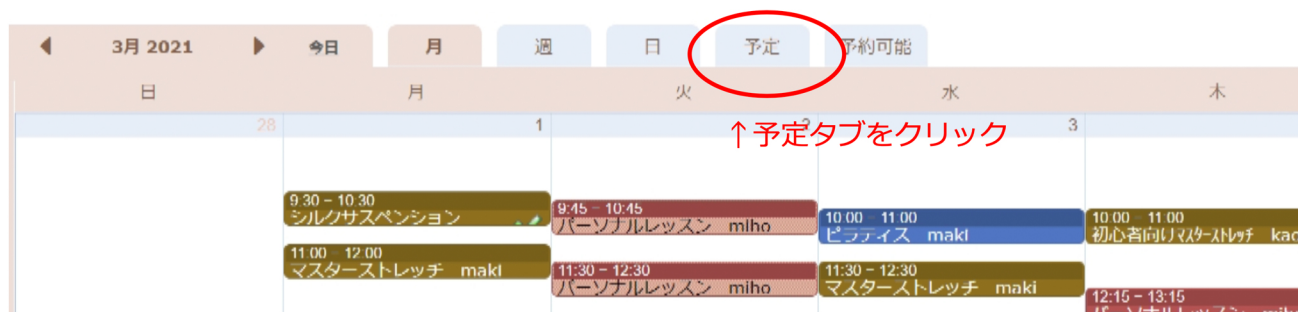 3月 2021 今日 月 週 日 予定 予約可能
日 月 火 水 木
28 1 2 3
↑予定タブをクリック
9:30 – 10:30
シルクサスペンション
9:45 – 10:45
パーソナルレッスン miho
10:00 – 11:00
ピラティス maki
10:00 – 11:00
初心者向けマスターストレッチ
11:00 – 12:00
マスターストレッチ maki
11:30 – 12:30
パーソナルレッスン miho
11:30 – 12:30
マスターストレッチ maki
12:15 – 13:15